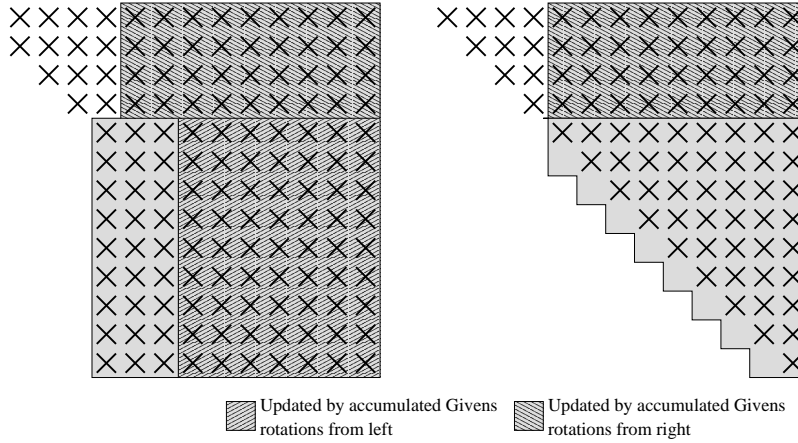 Updated by accumulated Givens
rotations from left
Updated by accumulated Givens
rotations from right